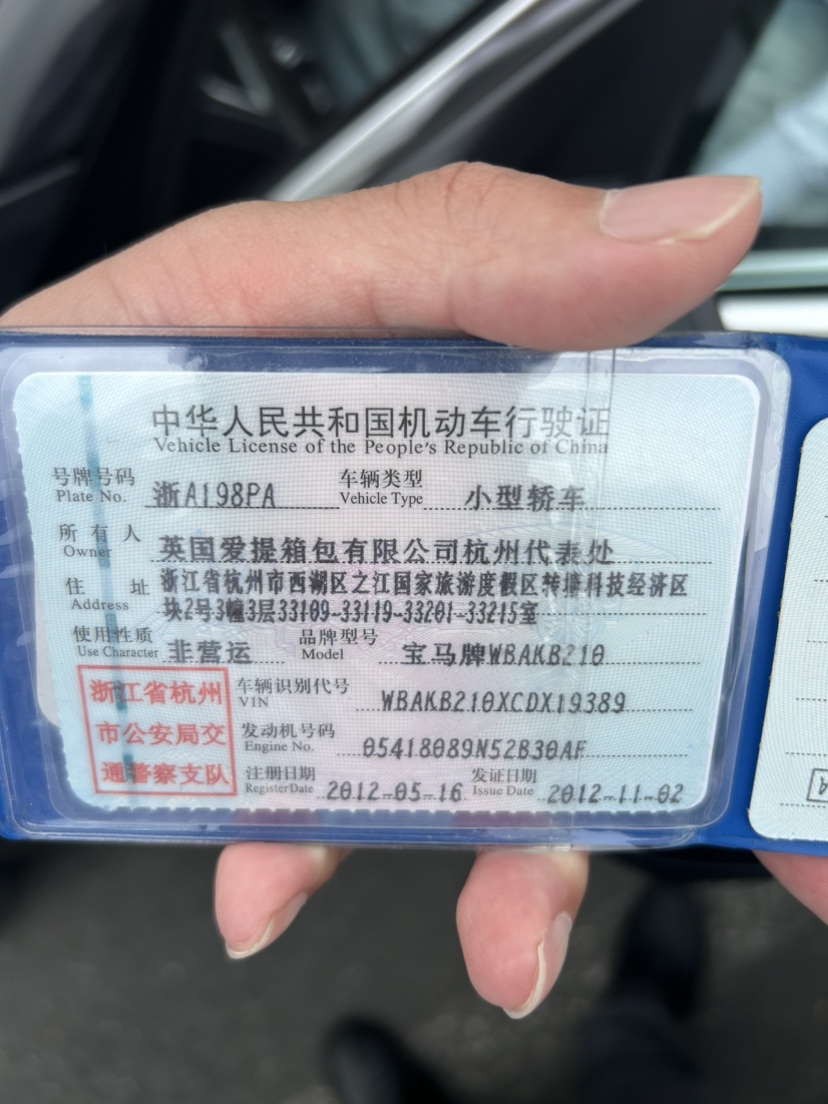 中华人民共和国机动车行驶证
Vehicle License of the People's Republic of China
号牌号码 浙A198PA 车辆类型 小型轿车
Plate No. Vehicle Type
所有人 英国爱提箱包有限公司杭州代表处
Owner
住址 浙江省杭州市西湖区之江国家旅游度假区转塘科技经济区
Address 块2号3幢3层33109-33119-33201-33215室
使用性质 非营运 品牌型号 宝马牌WBAKB210
Use Character Model
浙江省杭州 车辆识别代号 WBAKB210XCDX19389
VIN
市公安局交 发动机号码 05418089N52B30AF
Engine No.
通警察支队 注册日期 2012-05-16 发证日期 2012-11-02
Register Date Issue Date